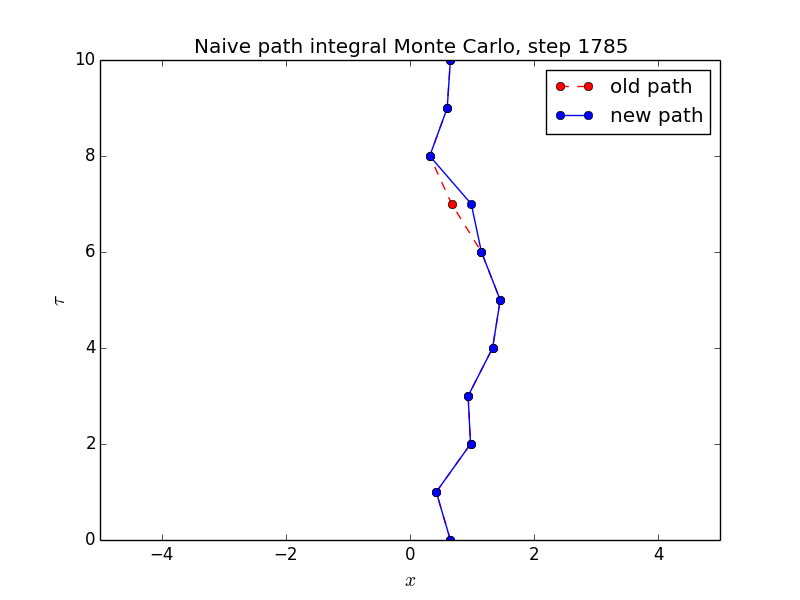 Naive path integral Monte Carlo, step 1785
10
8
6
4
2
0
τ
old path
new path
−4
−2
0
2
4
x